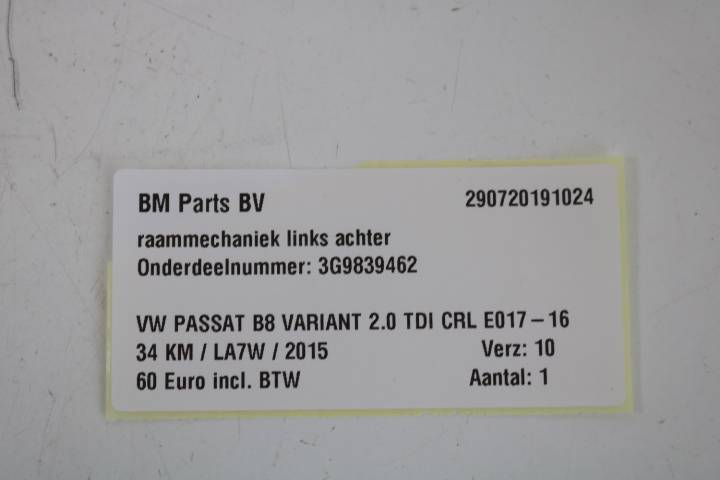 BM Parts BV 290720191024
raammechaniek links achter
Onderdeelnummer: 3G9839462
VW PASSAT B8 VARIANT 2.0 TDI CRL E017-16
34 KM / LA7W / 2015 Verz: 10
60 Euro incl. BTW Aantal: 1